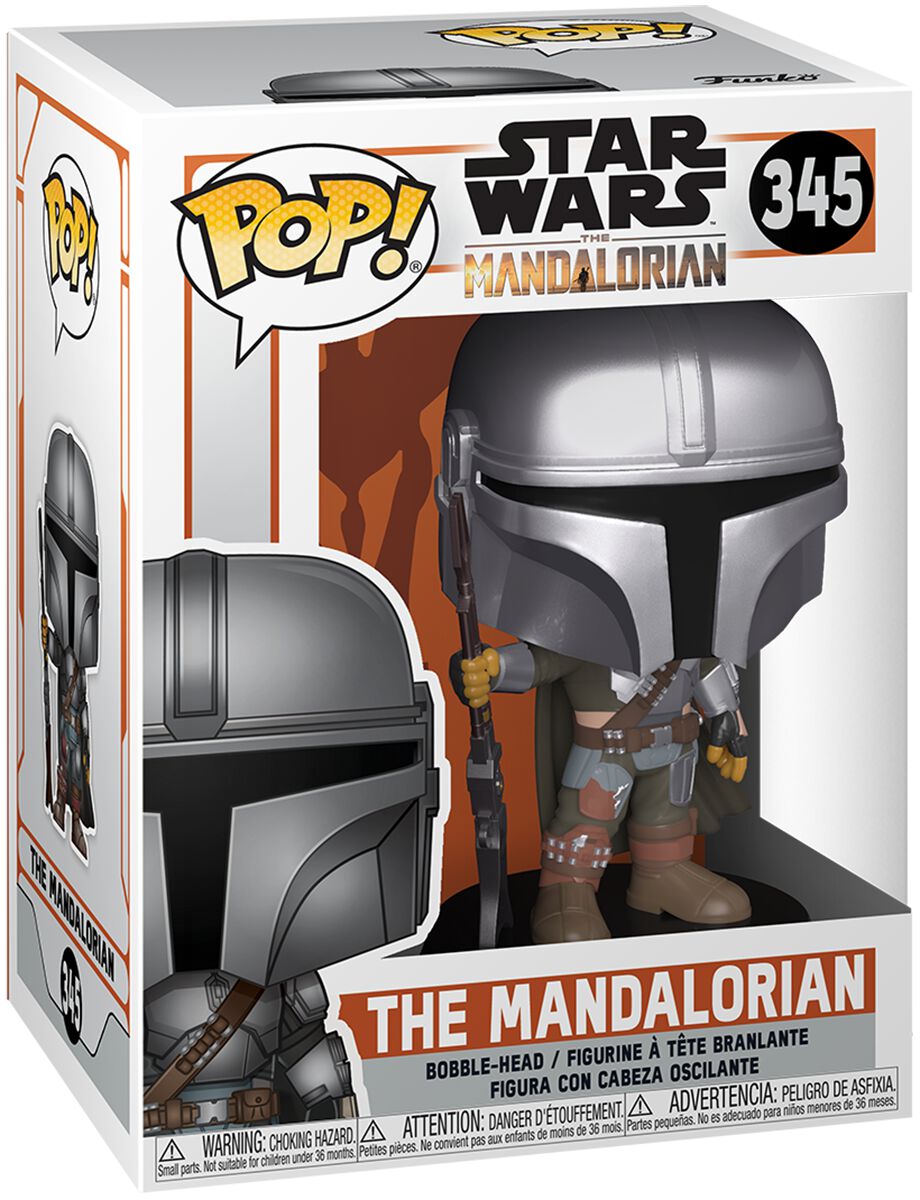 POP!
Funko
STAR
WARS™
THE
MANDALORIAN
345
POP!®
POP!
THE MANDALORIAN
345
THE MANDALORIAN
BOBBLE-HEAD / FIGURINE À TÊTE BRANLANTE
FIGURA CON CABEZA OSCILANTE
WARNING: CHOKING HAZARD.
Small parts. Not suitable for children under 36 months.
ATTENTION: DANGER D'ÉTOUFFEMENT.
Petites pièces. Ne convient pas aux enfants de moins de 36 mois.
ADVERTENCIA: PELIGRO DE ASFIXIA.
Partes pequeñas. No es adecuado para niños menores de 36 meses.